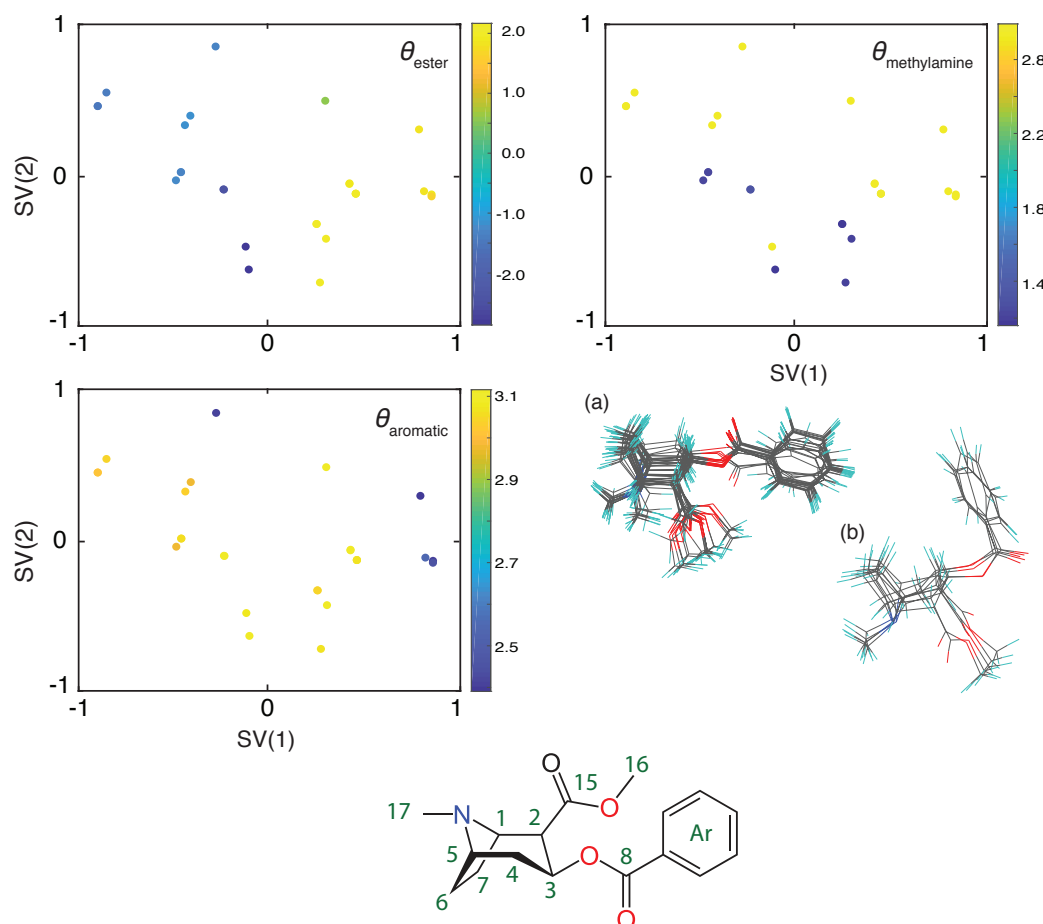 1
θester
SV(2)
0
-1
-1
0
1
2.0
1.0
0.0
-1.0
-2.0
1
θmethylamine
0
-1
-1
0
1
SV(1)
2.8
2.6
2.2
1.8
1.4
1
θaromatic
SV(2)
0
-1
-1
0
1
SV(1)
3.1
2.9
2.7
2.5
(a)
(b)
O
16
15
17
N
1
2
O
Ar
5
O
8
4
7
3
6
O